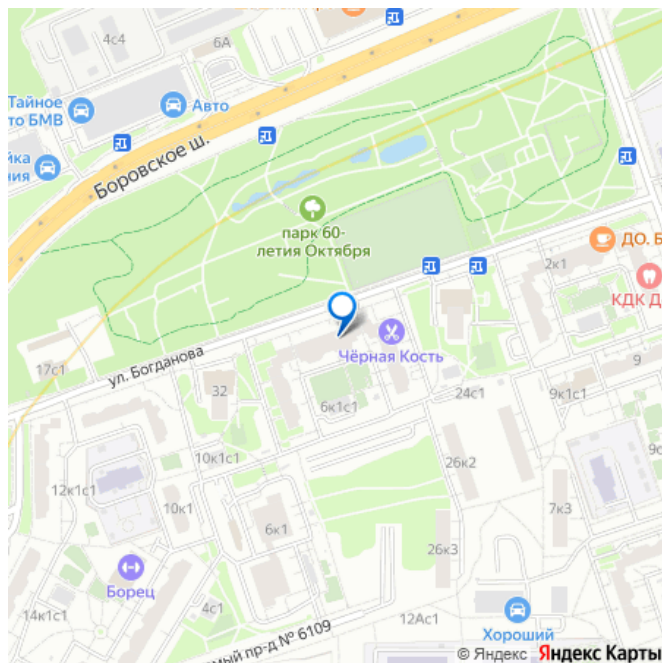 4с4
6А
Тайное
то БМВ
Авто
йка
ния
Боровское ш.
парк 60-
летия Октября
ДО. Б
2к1
КДК Д
17с1
ул. Богданова
Чёрная Кость
32
6к1с1
24с1
9к1с1
9
10к1с1
26к2
9с
12к1с1
10к1
6к1
7к3
26к3
Борец
14к1с1
4с1
12Ас1
Хороший
мый пр-д № 6109
© Яндекс Яндекс Карты